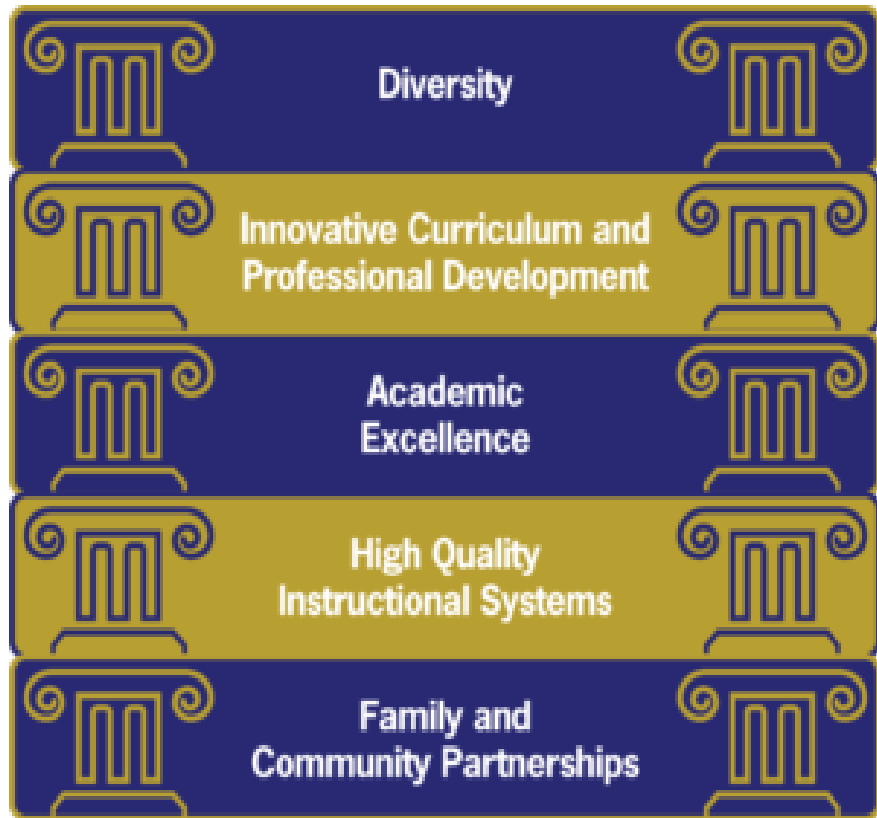 Diversity
Innovative Curriculum and
Professional Development
Academic
Excellence
High Quality
Instructional Systems
Family and
Community Partnerships